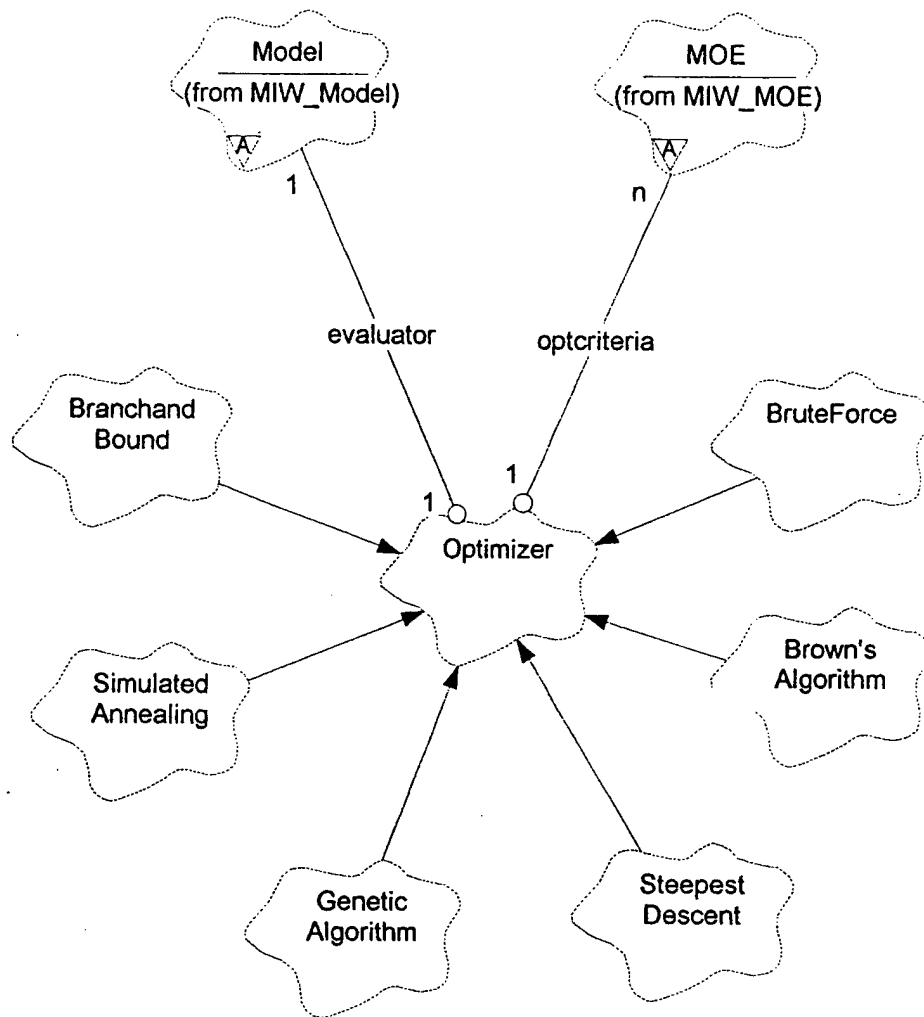 Model
(from MIW_Model)
A
1
MOE
(from MIW_MOE)
A
n
evaluator
optcriteria
Branchand
Bound
BruteForce
1
1
Optimizer
Simulated
Annealing
Brown's
Algorithm
Genetic
Algorithm
Steepest
Descent